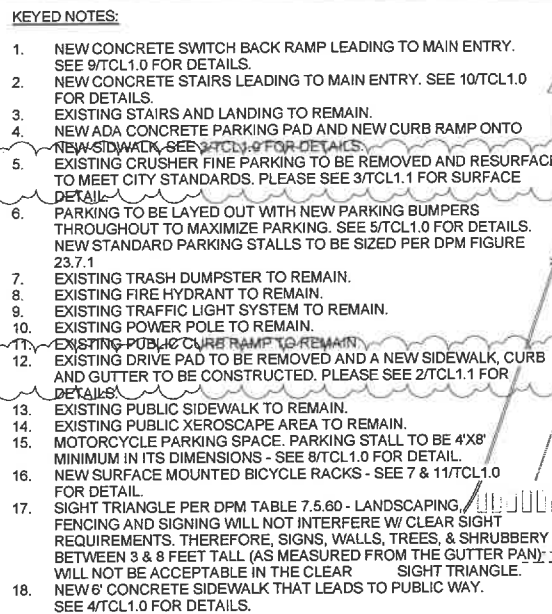 KEYED NOTES:
1. NEW CONCRETE SWITCH BACK RAMP LEADING TO MAIN ENTRY.
SEE 9/TCL1.0 FOR DETAILS.
2. NEW CONCRETE STAIRS LEADING TO MAIN ENTRY. SEE 10/TCL1.0
FOR DETAILS.
3. EXISTING STAIRS AND LANDING TO REMAIN.
4. NEW ADA CONCRETE PARKING PAD AND NEW CURB RAMP ONTO
NEW SIDWALK, SEE 3/TCL1.0 FOR DETAILS.
5. EXISTING CRUSHER FINE PARKING TO BE REMOVED AND RESURFACE
TO MEET CITY STANDARDS. PLEASE SEE 3/TCL1.1 FOR SURFACE
DETAIL.
6. PARKING TO BE LAYED OUT WITH NEW PARKING BUMPERS
THROUGHOUT TO MAXIMIZE PARKING. SEE 5/TCL1.0 FOR DETAILS.
NEW STANDARD PARKING STALLS TO BE SIZED PER DPM FIGURE
23.7.1
7. EXISTING TRASH DUMPSTER TO REMAIN.
8. EXISTING FIRE HYDRANT TO REMAIN.
9. EXISTING TRAFFIC LIGHT SYSTEM TO REMAIN.
10. EXISTING POWER POLE TO REMAIN.
11. EXISTING PUBLIC CURB RAMP TO REMAIN.
12. EXISTING DRIVE PAD TO BE REMOVED AND A NEW SIDEWALK, CURB
AND GUTTER TO BE CONSTRUCTED. PLEASE SEE 2/TCL1.1 FOR
DETAILS.
13. EXISTING PUBLIC SIDEWALK TO REMAIN.
14. EXISTING PUBLIC XEROSCAPE AREA TO REMAIN.
15. MOTORCYCLE PARKING SPACE. PARKING STALL TO BE 4'X8'
MINIMUM IN ITS DIMENSIONS - SEE 8/TCL1.0 FOR DETAIL.
16. NEW SURFACE MOUNTED BICYCLE RACKS - SEE 7 & 11/TCL1.0
FOR DETAIL.
17. SIGHT TRIANGLE PER DPM TABLE 7.5.60 - LANDSCAPING,
FENCING AND SIGNING WILL NOT INTERFERE W/ CLEAR SIGHT
REQUIREMENTS. THEREFORE, SIGNS, WALLS, TREES, & SHRUBBERY
BETWEEN 3 & 8 FEET TALL (AS MEASURED FROM THE GUTTER PAN)
WILL NOT BE ACCEPTABLE IN THE CLEAR SIGHT TRIANGLE.
18. NEW 6' CONCRETE SIDEWALK THAT LEADS TO PUBLIC WAY.
SEE 4/TCL1.0 FOR DETAILS.